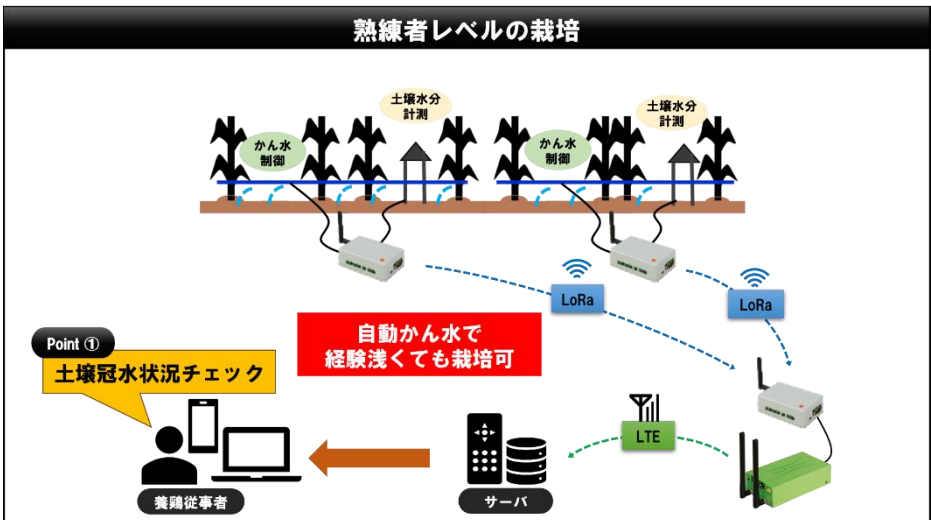 熟練者レベルの栽培
土壌水分
計測
かん水
制御
土壌水分
計測
かん水
制御
LoRa
LoRa
自動かん水で
経験浅くても栽培可
Point ①
土壌冠水状況チェック
LTE
養鶏従事者
サーバ